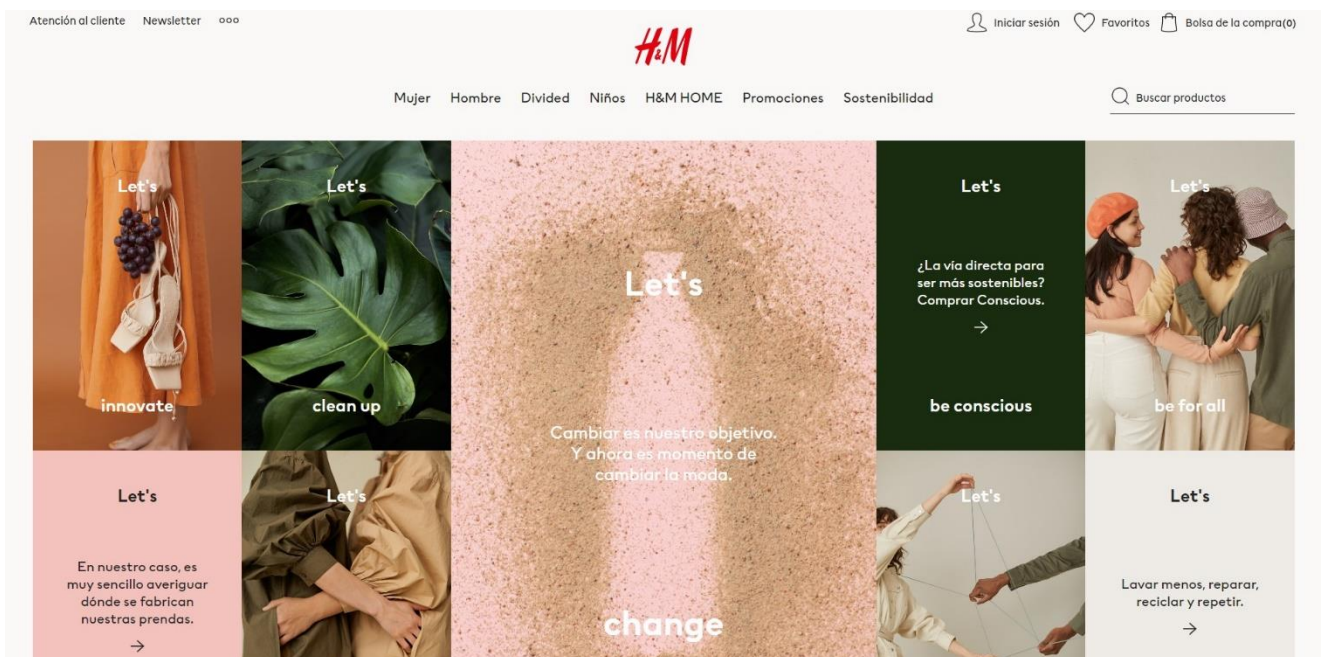 Atención al cliente Newsletter
Iniciar sesión Favoritos Bolsa de la compra(0)
H&M
Mujer Hombre Divided Niños H&M HOME Promociones Sostenibilidad
Buscar productos
Let's
innovate
Let's
clean up
Let's
Cambiar es nuestro objetivo.
Y ahora es momento de
cambiar la moda.
change
Let's
¿La vía directa para
ser más sostenibles?
Comprar Conscious.
→
be conscious
Let's
be for all
Let's
En nuestro caso, es
muy sencillo averiguar
dónde se fabrican
nuestras prendas.
→
Let's
Let's
Let's
Lavar menos, reparar,
reciclar y repetir.
→